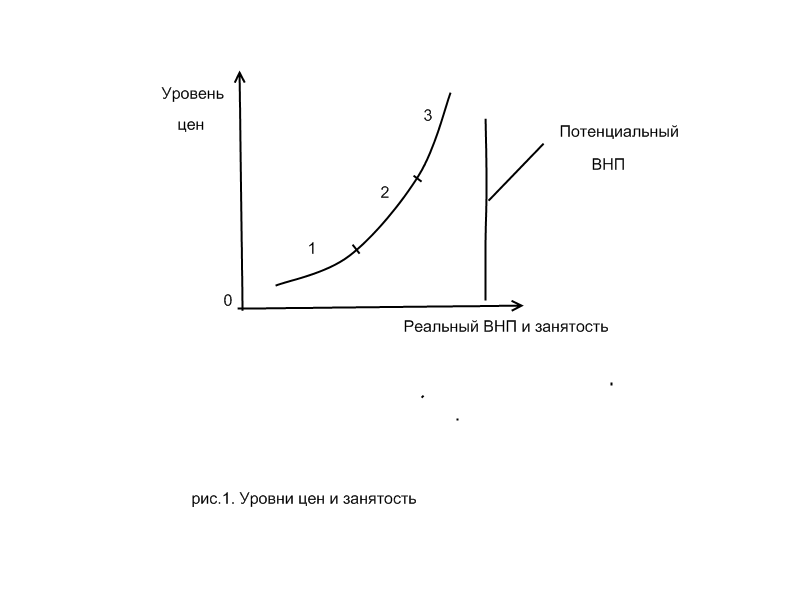 Уровень
цен
3
Потенциальный
ВНП
2
1
0
Реальный ВНП и занятость
рис.1. Уровни цен и занятость